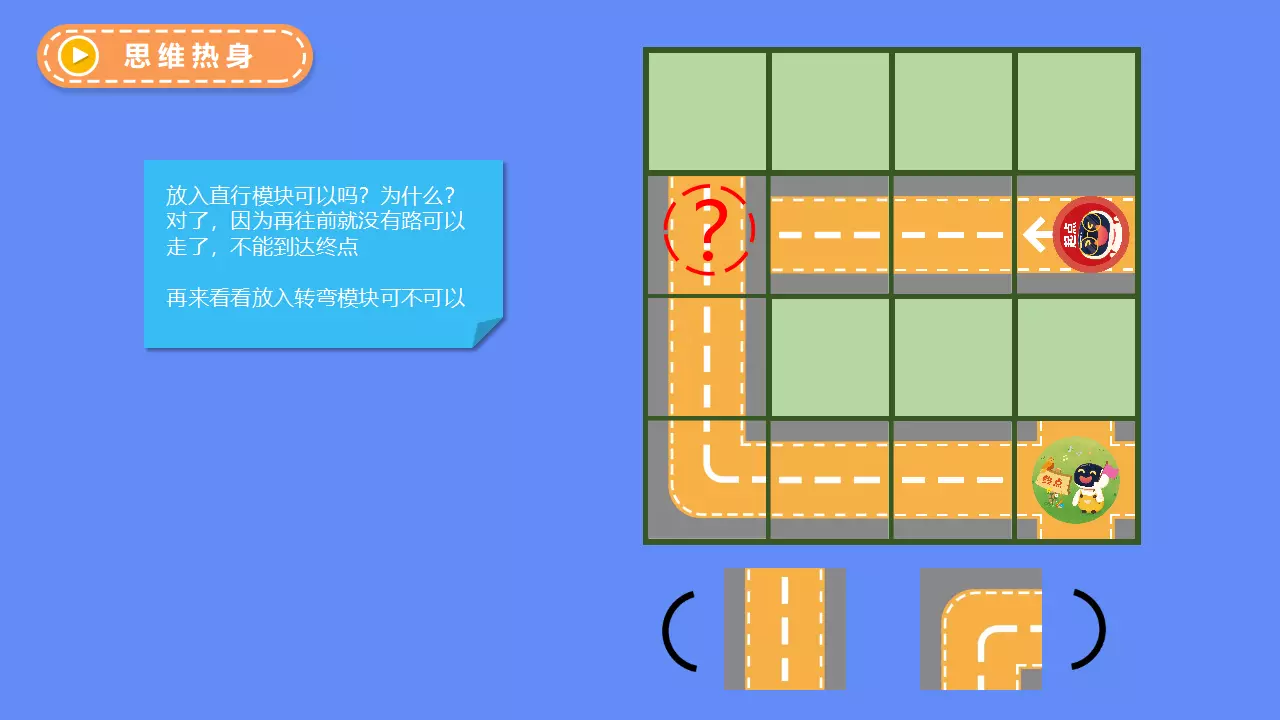 思维热身
放入直行模块可以吗？为什么？
对了，因为再往前就没有路可以
走了，不能到达终点
再来看看放入转弯模块可不可以
?
起点
终点